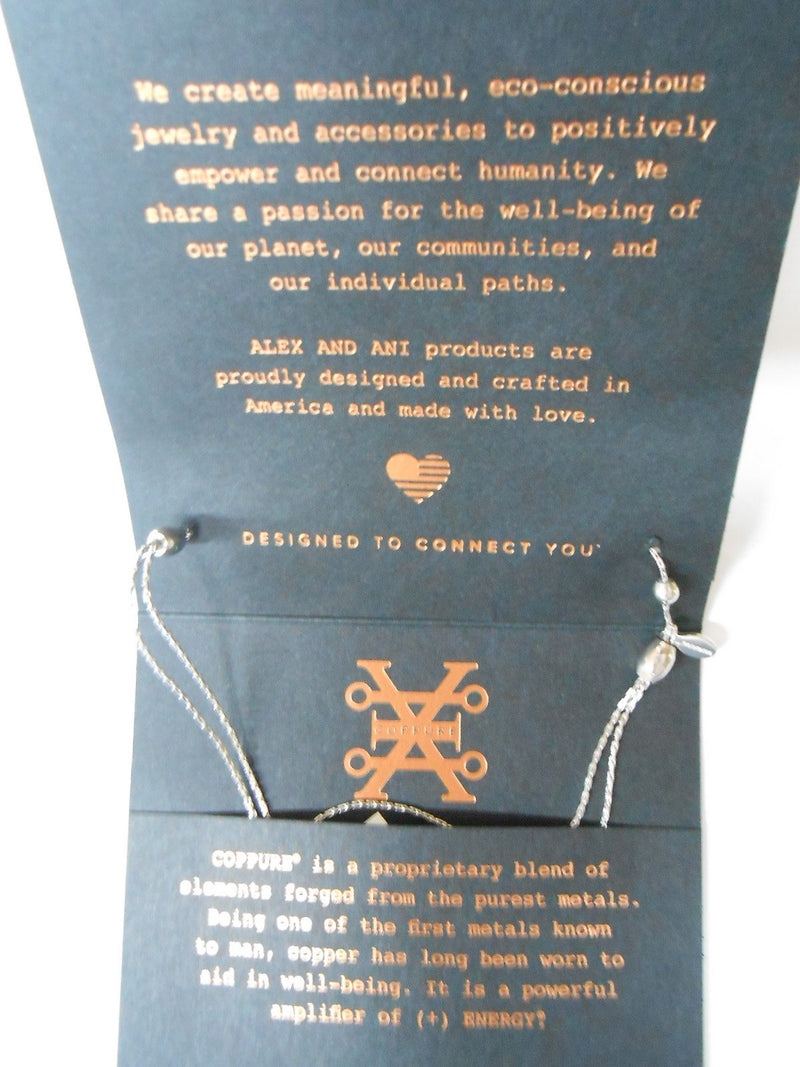 We create meaningful, eco-conscious
jewelry and accessories to positively
empower and connect humanity. We
share a passion for the well-being of
our planet, our communities, and
our individual paths.
ALEX AND ANI products are
proudly designed and crafted in
America and made with love.
DESIGNED TO CONNECT YOU™
COPPURE
COPPURE® is a proprietary blend of
elements forged from the purest metals.
Being one of the first metals known
to man, copper has long been worn to
aid in well-being. It is a powerful
amplifier of (+) ENERGY®